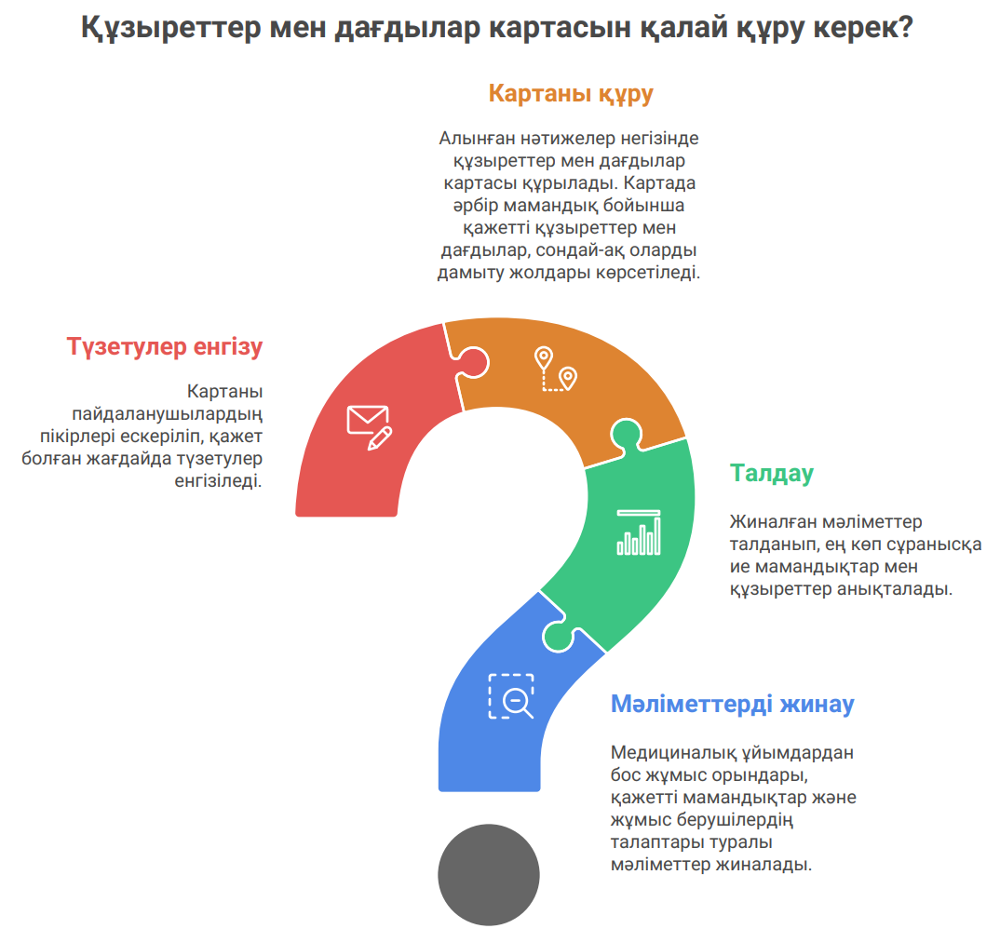 Құзыреттер мен дағдылар картасын қалай құру керек?
Картаны құру
Алынған нәтижелер негізінде
құзыреттер мен дағдылар
картасы құрылады. Картада
әрбір мамандық бойынша
қажетті құзыреттер мен
дағдылар, сондай-ақ оларды
дамыту жолдары көрсетіледі.
Түзетулер енгізу
Картаны
пайдаланушылардың
пікірлері ескеріліп, қажет
болған жағдайда түзетулер
енгізіледі.
Талдау
Жиналған мәліметтер
талданып, ең көп сұранысқа
ие мамандықтар мен
құзыреттер анықталады.
Мәліметтерді жинау
Медициналық ұйымдардан
бос жұмыс орындары,
қажетті мамандықтар және
жұмыс берушілердің
талаптары туралы
мәліметтер жиналады.